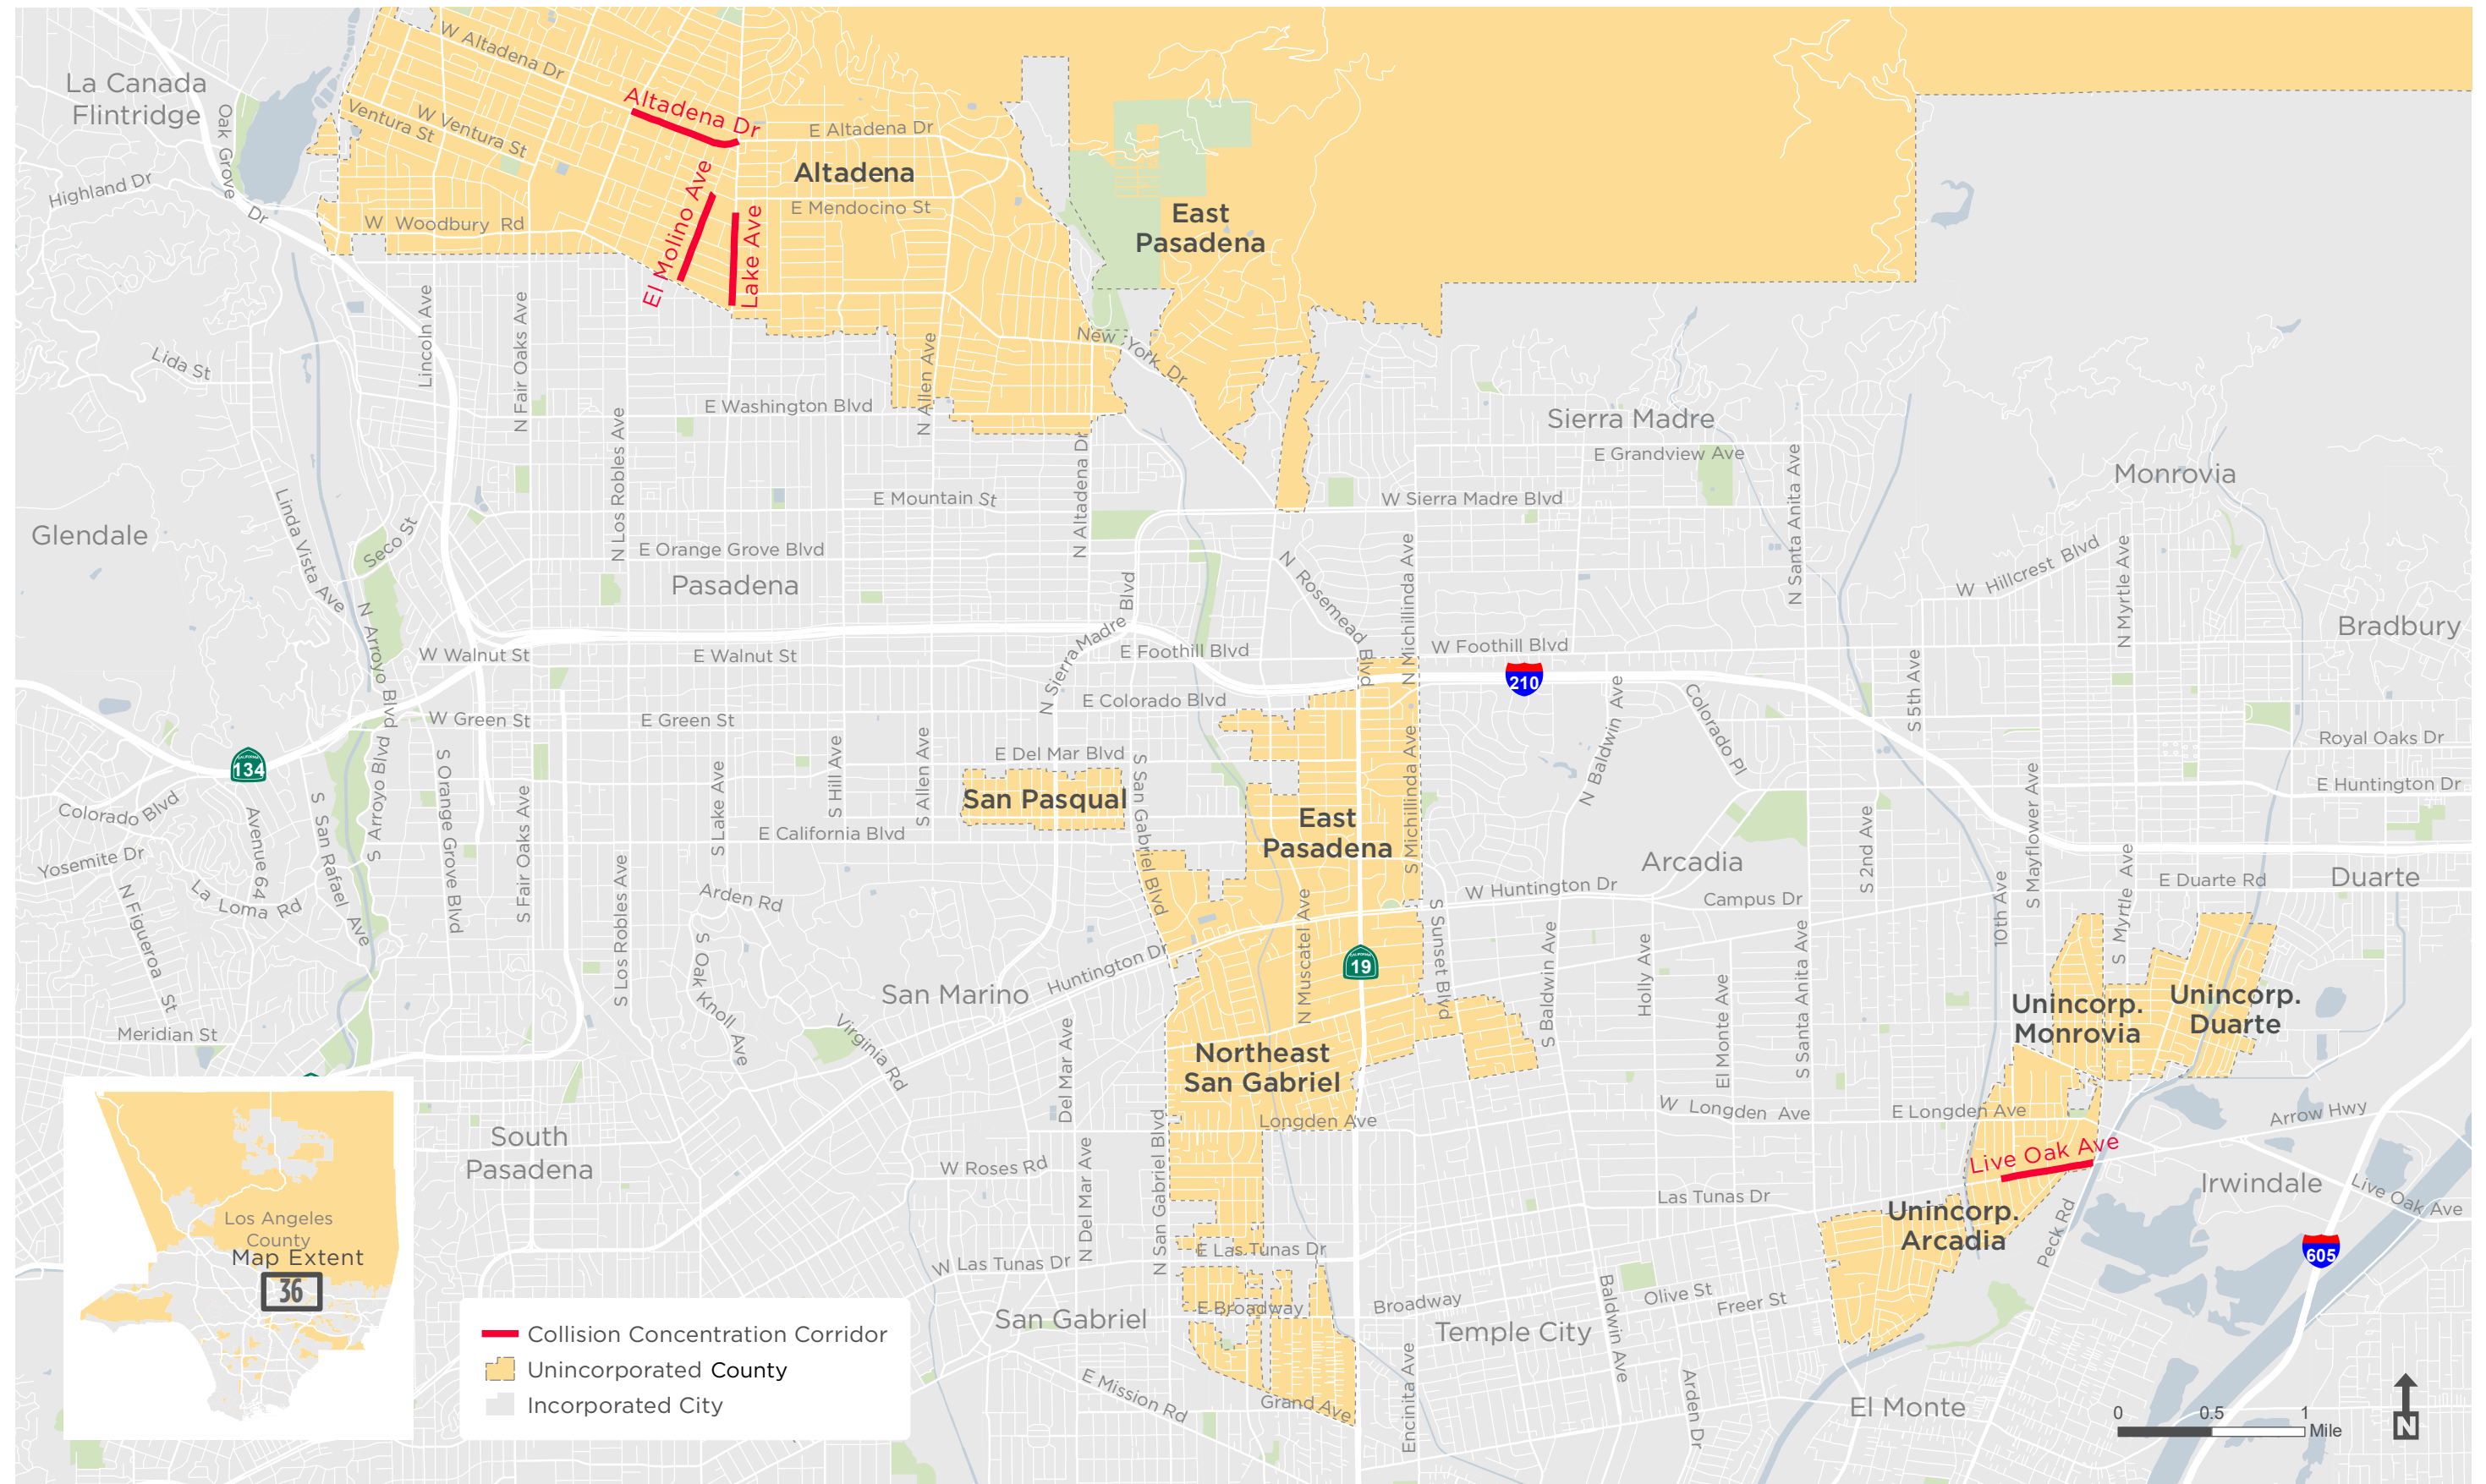 La Canada
Flintridge
Oak Grove
Dr
Highland Dr
W Altadena Dr
Ventura St
W Ventura St
W Woodbury Rd
Altadena Dr
El Molino Ave
Lake Ave
E Altadena Dr
Altadena
E Mendocino St
East
Pasadena
New York Dr
Lida St
Lincoln Ave
N Fair Oaks Ave
N Los Robles Ave
E Washington Blvd
N Allen Ave
N Altadena Dr
E Mountain St
E Orange Grove Blvd
Pasadena
Glendale
Linda Vista Ave
Seco St
N Arroyo Blvd
Sierra Madre
E Grandview Ave
W Sierra Madre Blvd
N Santa Anita Ave
Monrovia
W Hillcrest Blvd
N Myrtle Ave
Bradbury
N Rosemead Blvd
N Michillinda Ave
W Foothill Blvd
210
W Walnut St
E Walnut St
N Sierra Madre Blvd
E Foothill Blvd
E Colorado Blvd
W Green St
E Green St
134
Colorado Blvd
Yosemite Dr
Avenue 64
La Loma Rd
N Figueroa St
S San Rafael Ave
S Arroyo Blvd
S Orange Grove Blvd
S Fair Oaks Ave
S Los Robles Ave
S Lake Ave
S Hill Ave
S Allen Ave
E California Blvd
E Del Mar Blvd
San Pasqual
S San Gabriel Blvd
East
Pasadena
S Michillinda Ave
N Baldwin Ave
Colorado Pl
S 5th Ave
Royal Oaks Dr
E Huntington Dr
S Mayflower Ave
Arcadia
W Huntington Dr
Campus Dr
S 2nd Ave
10th Ave
S Myrtle Ave
E Duarte Rd
Duarte
Arden Rd
S Oak Knoll Ave
San Marino
Huntington Dr
Virginia Rd
Meridian St
N Muscatel Ave
19
S Sunset Blvd
S Baldwin Ave
Holly Ave
El Monte Ave
S Santa Anita Ave
Unincorp.
Monrovia
Unincorp.
Duarte
Northeast
San Gabriel
Longden Ave
W Longden Ave
E Longden Ave
Arrow Hwy
Del Mar Ave
South
Pasadena
W Roses Rd
N Del Mar Ave
N San Gabriel Blvd
Live Oak Ave
Irwindale
Live Oak Ave
Las Tunas Dr
Unincorp.
Arcadia
Peck Rd
605
W Las Tunas Dr
E Las Tunas Dr
San Gabriel
E Broadway
Broadway
Temple City
Olive St
Freer St
Baldwin Ave
Arden Dr
Encinita Ave
E Mission Rd
Grand Ave
El Monte
Los Angeles
County
Map Extent
36
Collision Concentration Corridor
Unincorporated County
Incorporated City
0 0.5 1
Mile
N